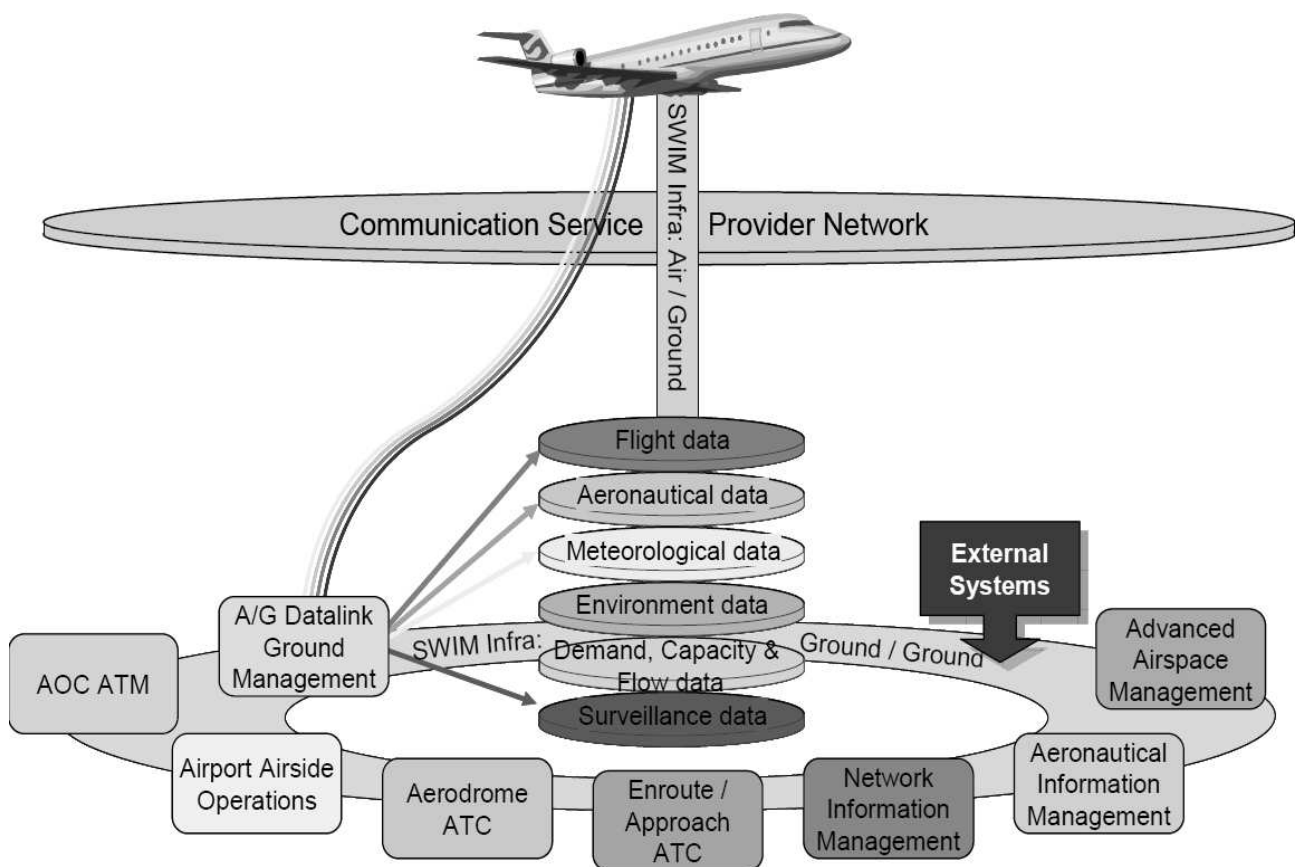 Communication Service Provider Network
SWIM Infra: Air / Ground
Flight data
Aeronautical data
Meteorological data
Environment data
Demand, Capacity &
Flow data
Surveillance data
SWIM Infra:
Ground / Ground
External
Systems
A/G Datalink
Ground
Management
AOC ATM
Airport Airside
Operations
Aerodrome
ATC
Enroute /
Approach
ATC
Network
Information
Management
Aeronautical
Information
Management
Advanced
Airspace
Management